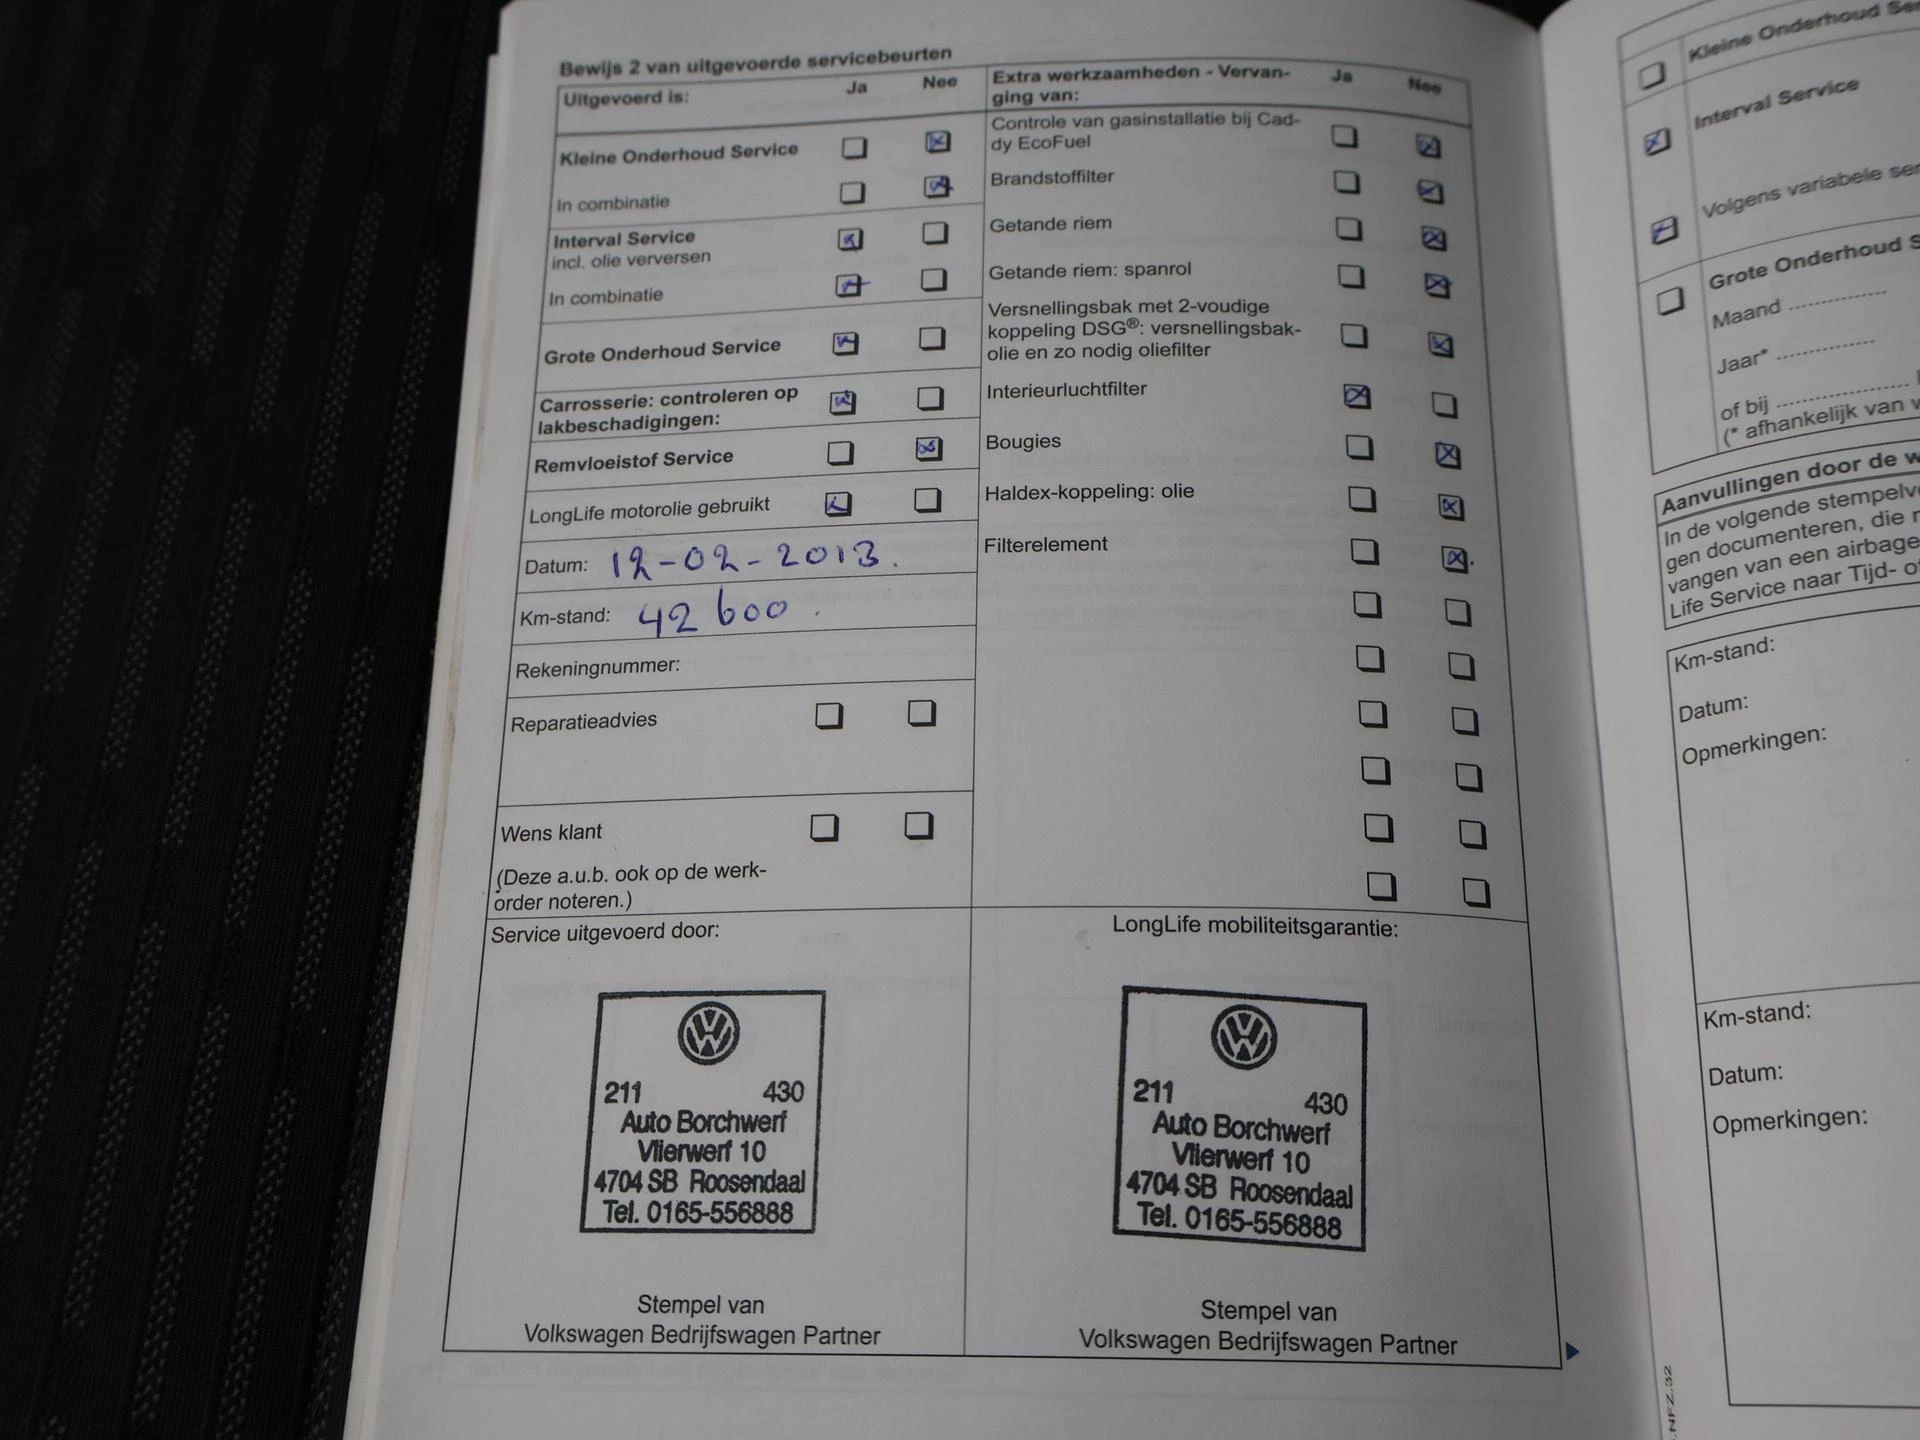 Bewijs 2 van uitgevoerde servicebeurten
Uitgevoerd is: Ja Nee
Kleine Onderhoud Service
In combinatie
Interval Service
incl. olie verversen
In combinatie
Grote Onderhoud Service
Carrosserie: controleren op
lakbeschadigingen:
Remvloeistof Service
LongLife motorolie gebruikt
Datum: 12-02-2013.
Km-stand: 42600.
Rekeningnummer:
Reparatieadvies
Wens klant
(Deze a.u.b. ook op de werk-
order noteren.)
Extra werkzaamheden - Vervan- Ja Nee
ging van:
Controle van gasinstallatie bij Cad-
dy EcoFuel
Brandstoffilter
Getande riem
Getande riem: spanrol
Versnellingsbak met 2-voudige
koppeling DSG®: versnellingsbak-
olie en zo nodig oliefilter
Interieurluchtfilter
Bougies
Haldex-koppeling: olie
Filterelement
Service uitgevoerd door:
211 430
Auto Borchwerf
Vlierwerf 10
4704 SB Roosendaal
Tel. 0165-556888
Stempel van
Volkswagen Bedrijfswagen Partner
LongLife mobiliteitsgarantie:
211 430
Auto Borchwerf
Vlierwerf 10
4704 SB Roosendaal
Tel. 0165-556888
Stempel van
Volkswagen Bedrijfswagen Partner
Kleine Onderhoud
Interval Service
Volgens variabele
Grote Onderhoud
Maand ...............
Jaar* ...............
of bij ....................
(* afhankelijk van
Aanvullingen door de
In de volgende
gen documenteren, die
vangen van een
Life Service naar Tijd-
Km-stand:
Datum:
Opmerkingen:
Km-stand:
Datum:
Opmerkingen:
.NFZ.32